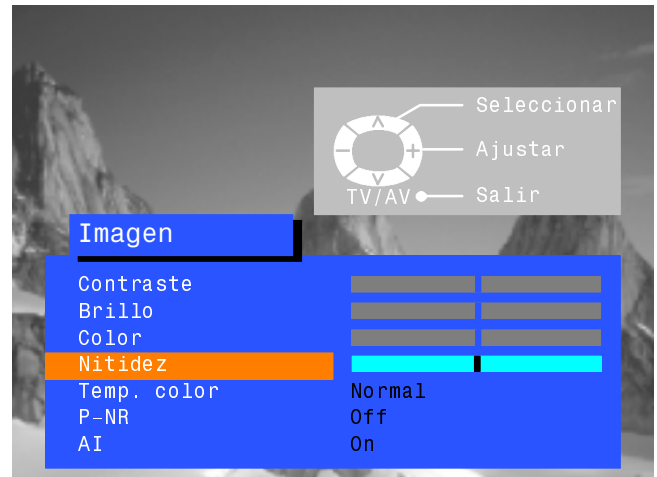 Seleccionar
Ajustar
TV/AV Salir
Imagen
Contraste
Brillo
Color
Nitidez
Temp. color Normal
P-NR Off
AI On